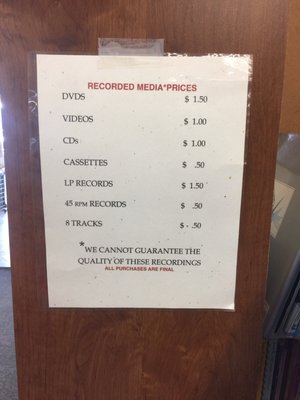 RECORDED MEDIA*PRICES
DVDS $ 1.50
VIDEOS $ 1.00
CDs $ 1.00
CASSETTES $ .50
LP RECORDS $ 1.50
45 RPM RECORDS $ .50
8 TRACKS $ .50
*WE CANNOT GUARANTEE THE
QUALITY OF THESE RECORDINGS
ALL PURCHASES ARE FINAL